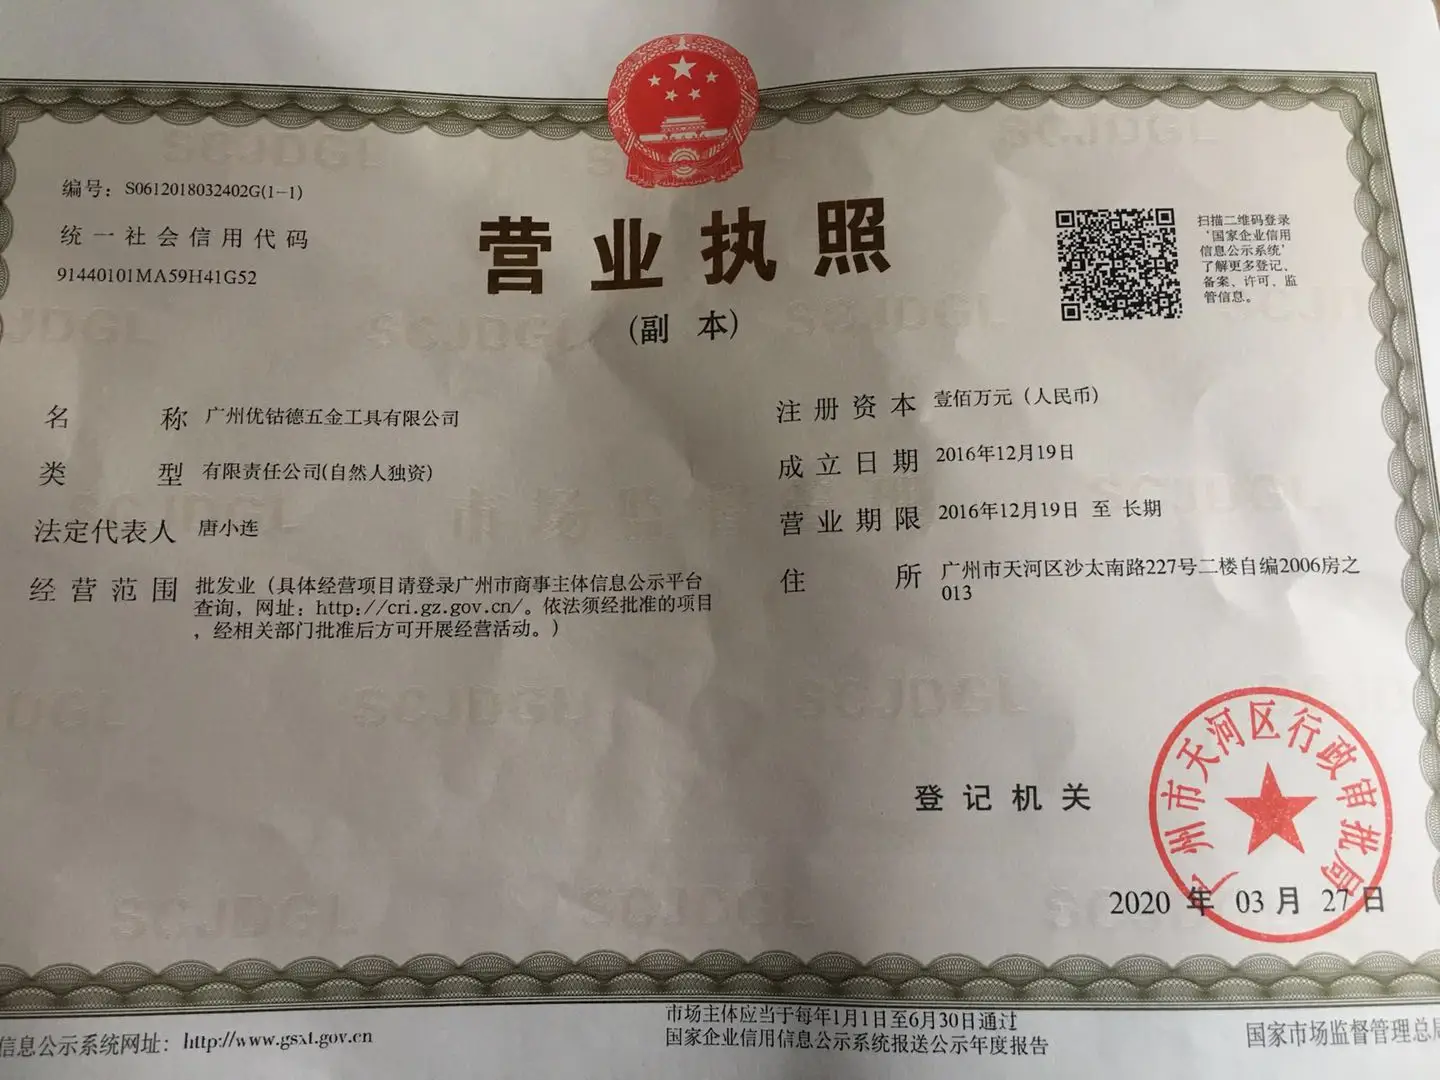 编号：S0612018032402G(1-1)
统一社会信用代码
91440101MA59H41G52
营业执照
(副 本)
扫描二维码登录
‘国家企业信用
信息公示系统’
了解更多登记、
备案、许可、监
管信息。
名 称 广州优钻德五金工具有限公司
类 型 有限责任公司(自然人独资)
法定代表人 唐小连
经营范围 批发业（具体经营项目请登录广州市商事主体信息公示平台
查询，网址：http://cri.gz.gov.cn/。依法须经批准的项目
，经相关部门批准后方可开展经营活动。）
注册资本 壹佰万元（人民币）
成立日期 2016年12月19日
营业期限 2016年12月19日 至 长期
住 所 广州市天河区沙太南路227号二楼自编2006房之
013
登记机关
广州市天河区行政审批局
2020 年 03 月 27 日
信息公示系统网址：http://www.gsxt.gov.cn
市场主体应当于每年1月1日至6月30日通过
国家企业信用信息公示系统报送公示年度报告
国家市场监督管理总局
SCJDGL